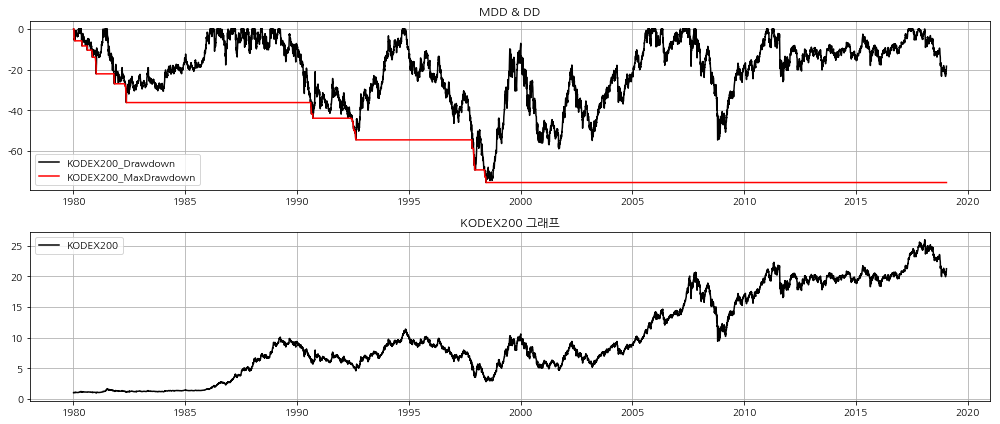 MDD & DD
0
-20
-40
-60
KODEX200_Drawdown
KODEX200_MaxDrawdown
1980 1985 1990 1995 2000 2005 2010 2015 2020
KODEX200 그래프
25
20
15
10
5
0
KODEX200
1980 1985 1990 1995 2000 2005 2010 2015 2020